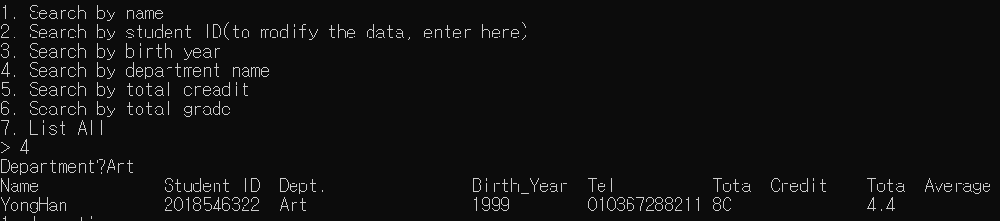 1. Search by name
2. Search by student ID(to modify the data, enter here)
3. Search by birth year
4. Search by department name
5. Search by total creadit
6. Search by total grade
7. List All
> 4
Department?Art
Name Student ID Dept. Birth_Year Tel Total Credit Total Average
YongHan 2018546322 Art 1999 010367288211 80 4.4